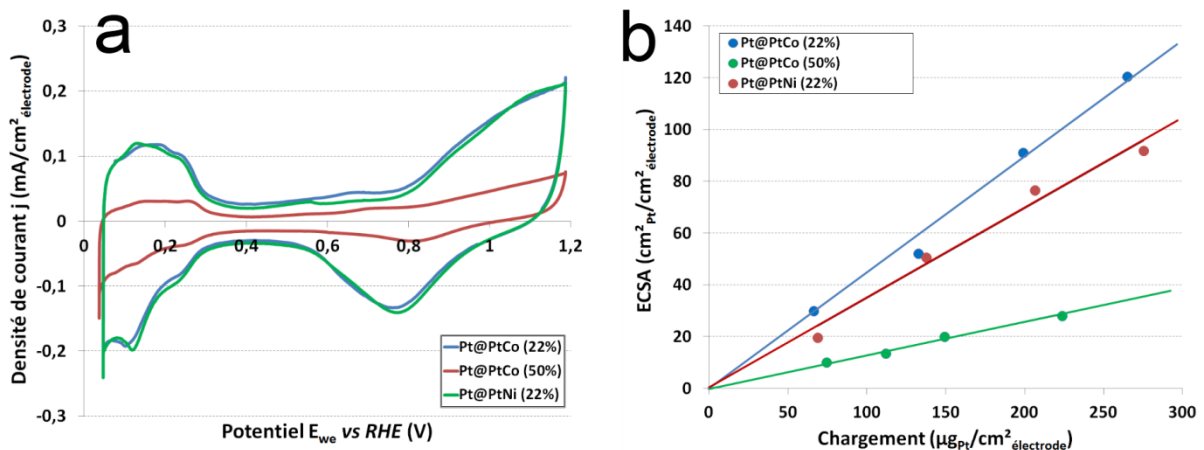 a
Densité de courant j (mA/cm²électrode)
0,3
0,2
0,1
0
-0,1
-0,2
-0,3
0 0,2 0,4 0,6 0,8 1 1,2
Pt@PtCo (22%)
Pt@PtCo (50%)
Pt@PtNi (22%)
Potentiel Ewe vs RHE (V)
b
ECSA (cm²Pt/cm²électrode)
140
120
100
80
60
40
20
0
Pt@PtCo (22%)
Pt@PtCo (50%)
Pt@PtNi (22%)
0 50 100 150 200 250 300
Chargement (µgPt/cm²électrode)